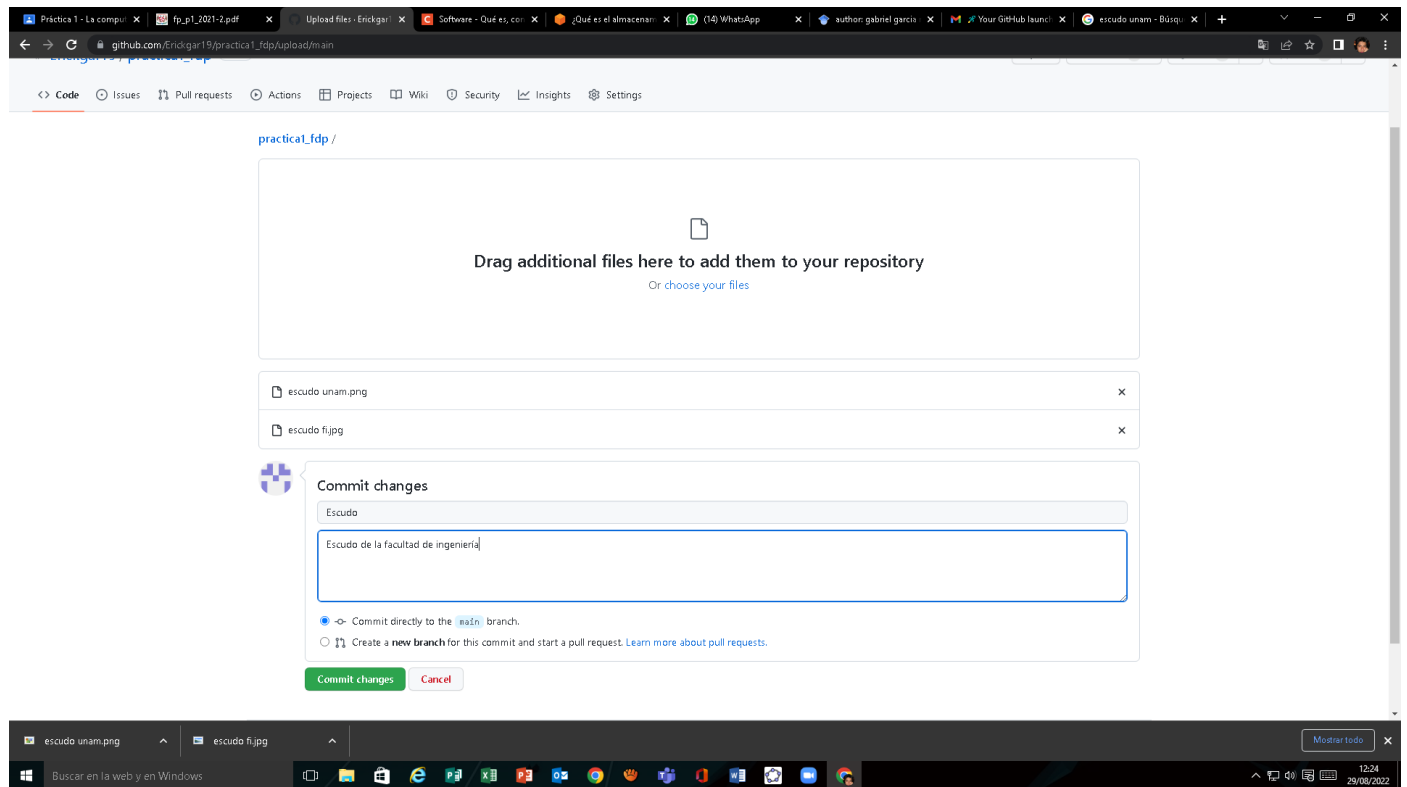 Práctica 1 - La comput
fp_p1_2021-2.pdf
Upload files · Erickgar1
Software - Qué es, con
¿Qué es el almacenam
(14) WhatsApp
author: gabriel garcia
Your GitHub launch
escudo unam - Búsqu
github.com/Erickgar19/practica1_fdp/upload/main
Code
Issues
Pull requests
Actions
Projects
Wiki
Security
Insights
Settings
practica1_fdp /
Drag additional files here to add them to your repository
Or choose your files
escudo unam.png
escudo fi.jpg
Commit changes
Escudo
Escudo de la facultad de ingeniería
Commit directly to the main branch.
Create a new branch for this commit and start a pull request. Learn more about pull requests.
Commit changes
Cancel
escudo unam.png
escudo fi.jpg
Mostrar todo
Buscar en la web y en Windows
12:24
29/08/2022